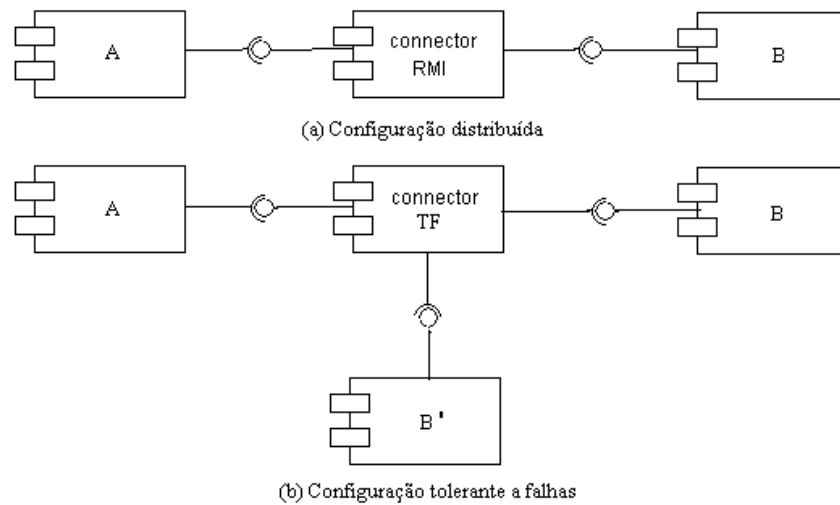 A
connector
RMI
B
(a) Configuração distribuída
A
connector
TF
B
B'
(b) Configuração tolerante a falhas